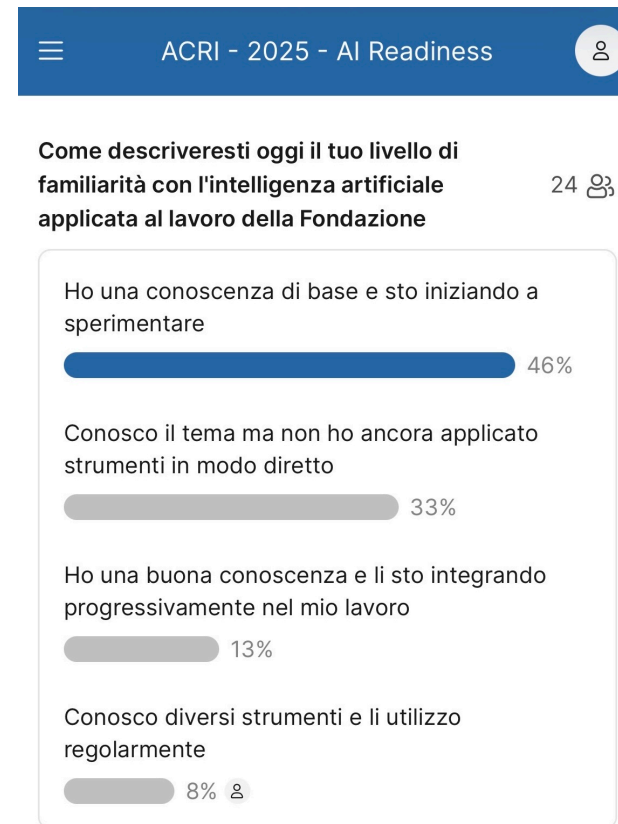 ACRI - 2025 - AI Readiness
Come descriveresti oggi il tuo livello di
familiarità con l'intelligenza artificiale
applicata al lavoro della Fondazione
24
Ho una conoscenza di base e sto iniziando a
sperimentare
46%
Conosco il tema ma non ho ancora applicato
strumenti in modo diretto
33%
Ho una buona conoscenza e li sto integrando
progressivamente nel mio lavoro
13%
Conosco diversi strumenti e li utilizzo
regolarmente
8%